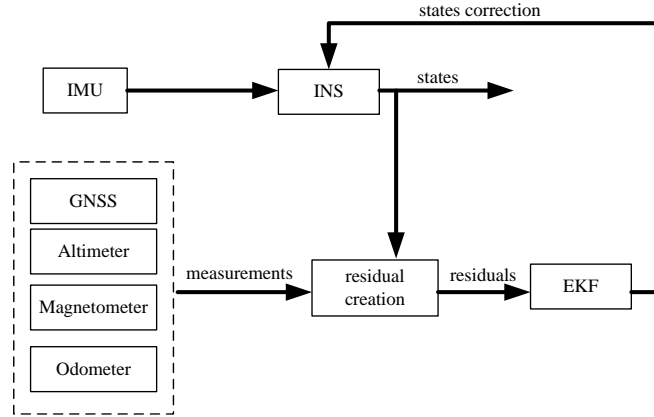 states correction
IMU
INS
states
GNSS
Altimeter
Magnetometer
Odometer
measurements
residual
creation
residuals
EKF